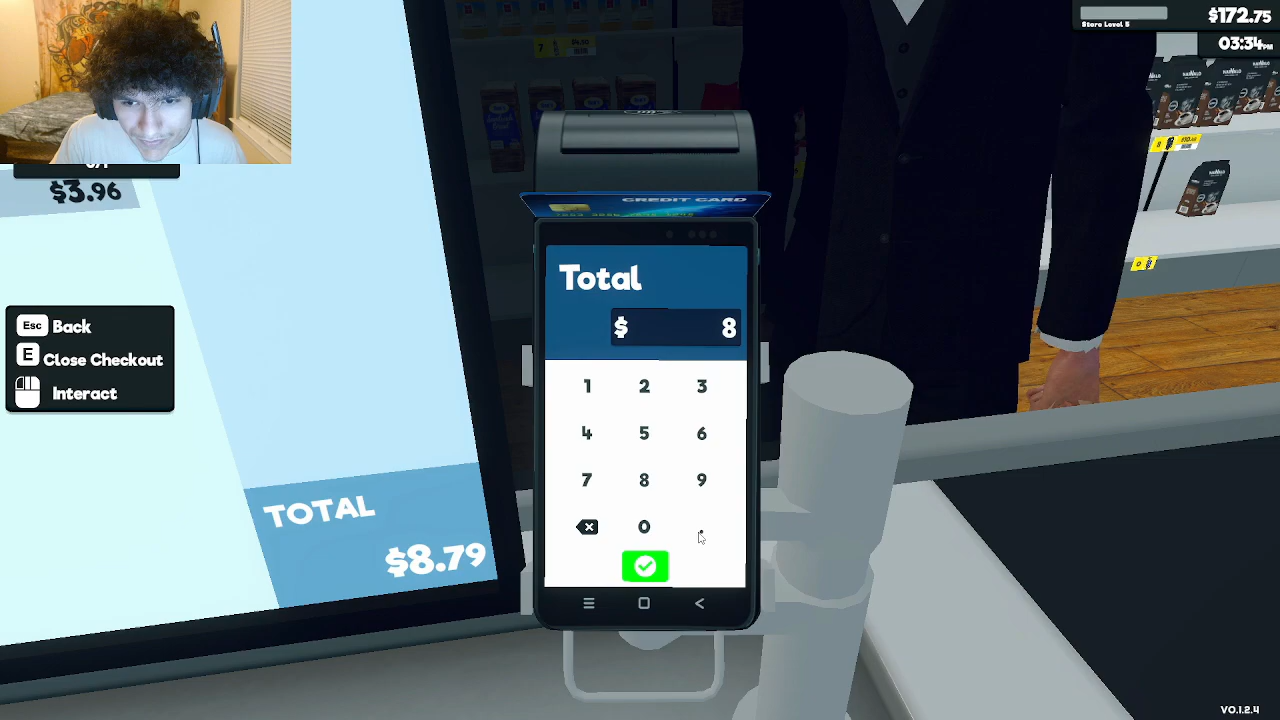 $172.75
Store Level 5
03:34PM
$3.96
CREDIT CARD
Total
$ 8
Esc Back
E Close Checkout
Interact
1 2 3
4 5 6
7 8 9
0 .
TOTAL
$8.79
V0.1.2.4